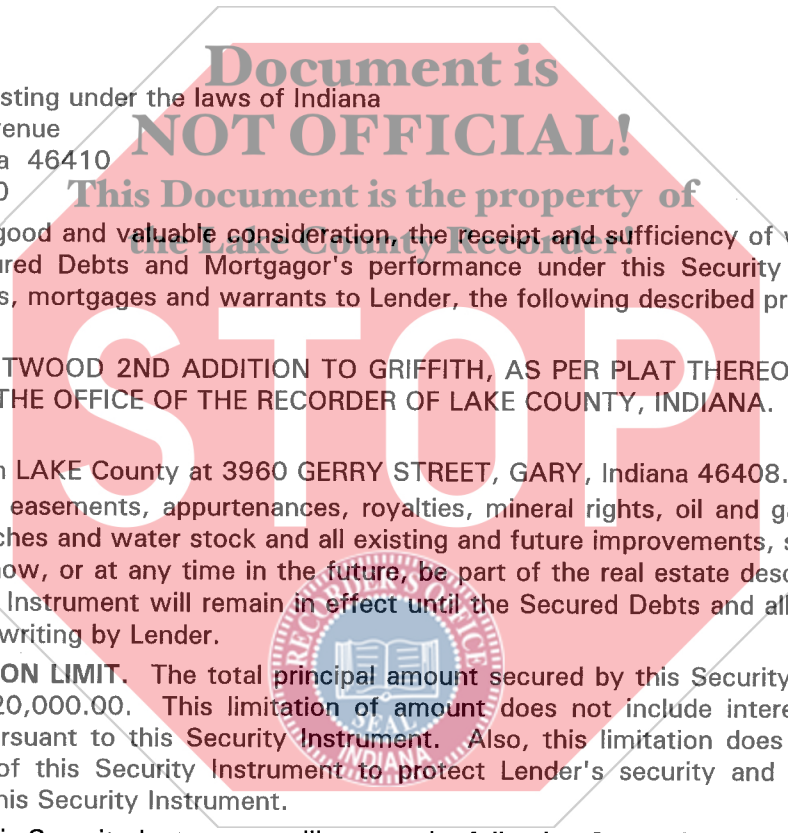 Document is
sting under the laws of Indiana
venue
NOT OFFICIAL!
a 46410
0
This Document is the property of
good and valuable consideration, the receipt and sufficiency of
the Lake County Recorder!
ured Debts and Mortgagor's performance under this Security
s, mortgages and warrants to Lender, the following described pr
STOP
TWOOD 2ND ADDITION TO GRIFFITH, AS PER PLAT THEREO
THE OFFICE OF THE RECORDER OF LAKE COUNTY, INDIANA.
n LAKE County at 3960 GERRY STREET, GARY, Indiana 46408.
easements, appurtenances, royalties, mineral rights, oil and g
ches and water stock and all existing and future improvements, s
now, or at any time in the future, be part of the real estate desc
Instrument will remain in effect until the Secured Debts and all
writing by Lender.
RECORDER'S OFFICE
SEAL
INDIANA
ON LIMIT. The total principal amount secured by this Security
20,000.00. This limitation of amount does not include intere
rsuant to this Security Instrument. Also, this limitation does
of this Security Instrument to protect Lender's security and
his Security Instrument.